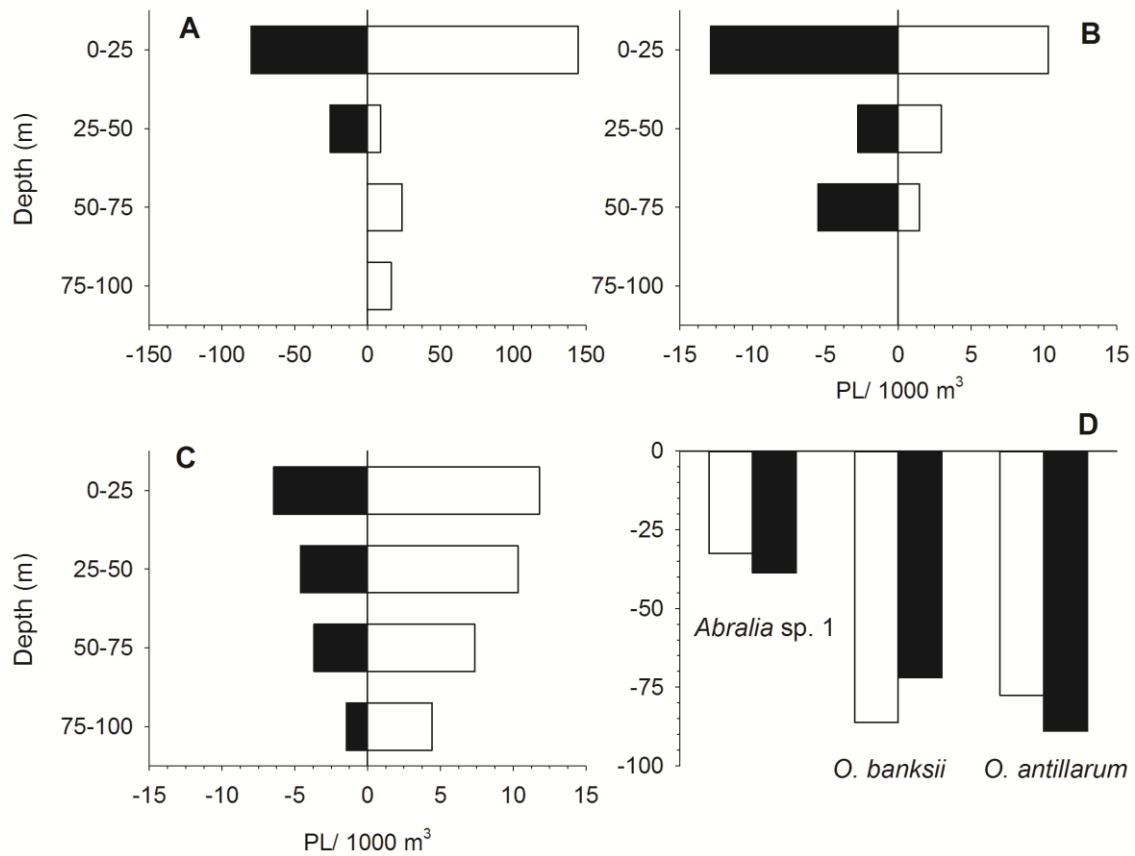 A
B
Depth (m)
0-25
25-50
50-75
75-100
-150 -100 -50 0 50 100 150
0-25
25-50
50-75
75-100
-15 -10 -5 0 5 10 15
PL/ 1000 m³
C
D
Depth (m)
0-25
25-50
50-75
75-100
-15 -10 -5 0 5 10 15
PL/ 1000 m³
0
-25
-50
-75
-100
Abralia sp. 1
O. banksii
O. antillarum